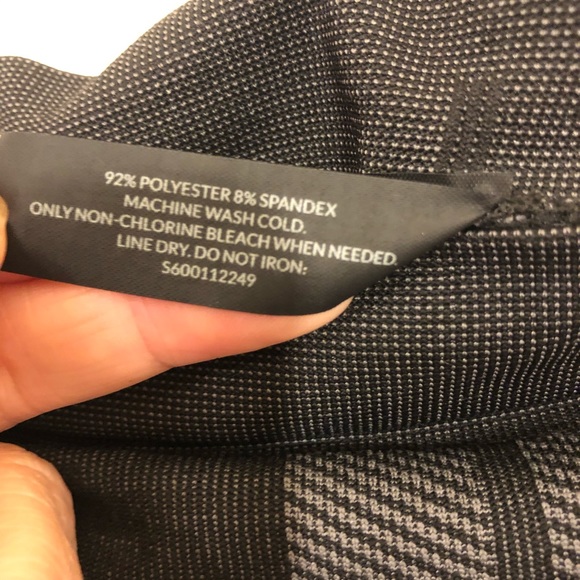 92% POLYESTER 8% SPANDEX
MACHINE WASH COLD.
ONLY NON-CHLORINE BLEACH WHEN NEEDED.
LINE DRY. DO NOT IRON:
S600112249